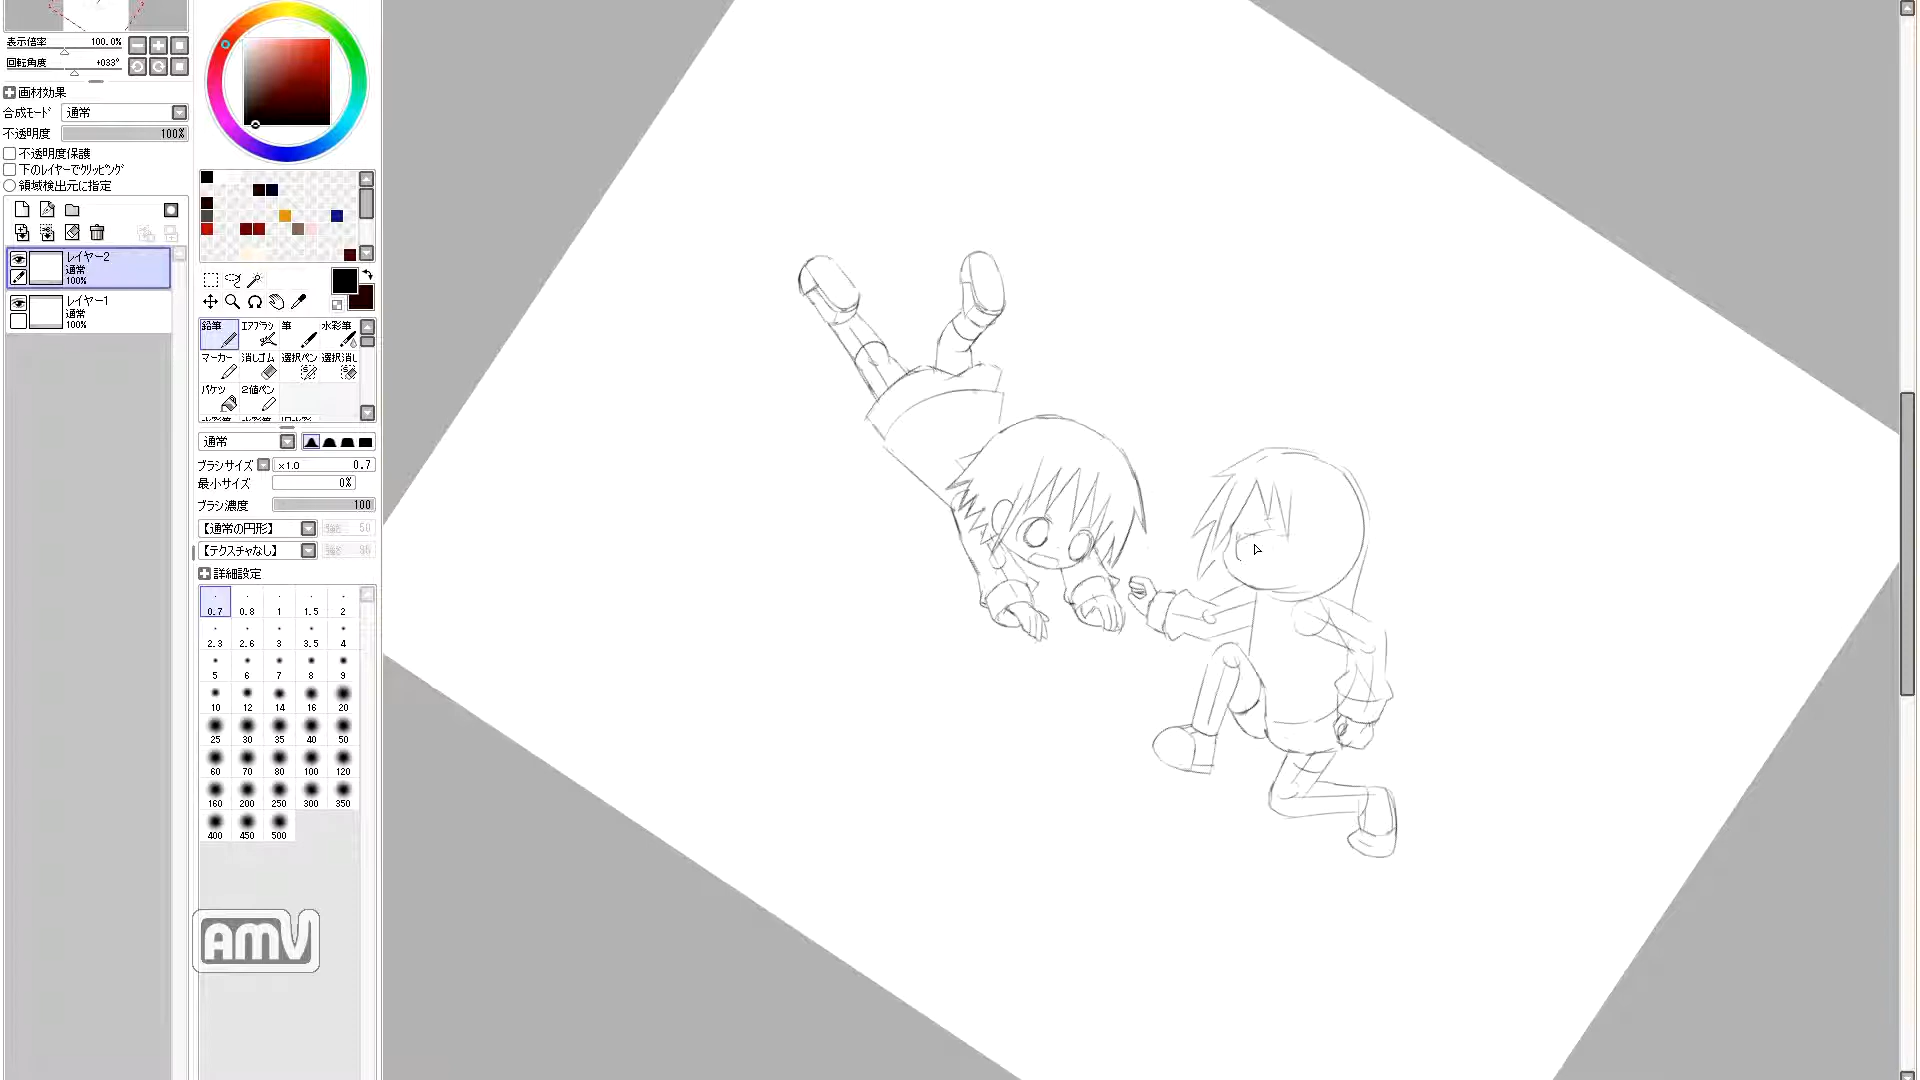 表示倍率 100.0%
回転角度 +033°
画材効果
合成モード 通常
不透明度 100%
不透明度保護
下のレイヤーでクリッピング
領域検出元に指定
レイヤー2
通常
100%
レイヤー1
通常
100%
鉛筆 エアブラシ 筆 水彩筆
マーカー 消しゴム 選択ペン 選択消し
バケツ 2値ペン
通常
ブラシサイズ ×1.0 0.7
最小サイズ 0%
ブラシ濃度 100
【通常の円形】 強さ 50
【テクスチャなし】 強さ 95
詳細設定
0.7 0.8 1 1.5 2
2.3 2.6 3 3.5 4
5 6 7 8 9
10 12 14 16 20
25 30 35 40 50
60 70 80 100 120
160 200 250 300 350
400 450 500
AMV